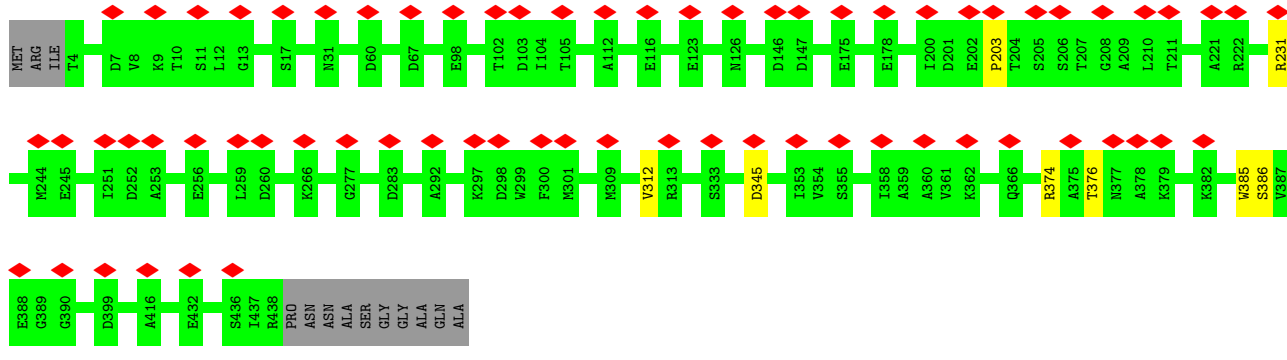 MET ARG ILE T4 D7 V8 K9 T10 S11 L12 G13 S17 N31 D60 D67 E98 T102 D103 I104 T105 A112 E116 E123 N126 D146 D147 E175 E178 I200 D201 E202 P203 T204 S205 S206 T207 G208 A209 L210 T211 A221 R222 R231
M244 E245 I251 D252 A253 E256 L259 D260 K266 G277 D283 A292 K297 D298 W299 F300 M301 M309 V312 R313 S333 D345 I353 V354 S355 I358 A359 A360 V361 K362 Q366 R374 A375 T376 N377 A378 K379 K382 W385 S386 V387
E388 G389 G390 D399 A416 E432 S436 I437 R438 PRO ASN ASN ALA SER GLY GLY ALA GLN ALA